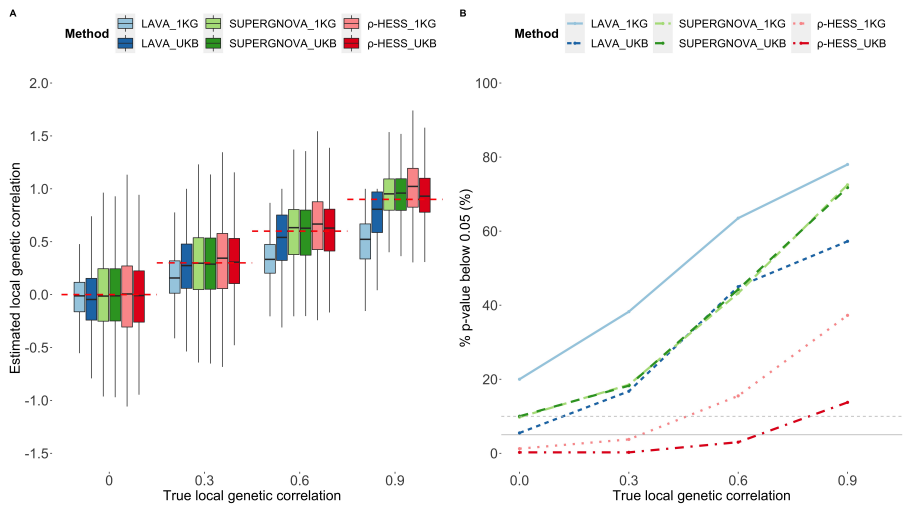 A
Method
LAVA_1KG
SUPERGNOVA_1KG
ρ-HESS_1KG
LAVA_UKB
SUPERGNOVA_UKB
ρ-HESS_UKB
Estimated local genetic correlation
2.0
1.5
1.0
0.5
0.0
-0.5
-1.0
-1.5
0
0.3
0.6
0.9
True local genetic correlation
B
Method
LAVA_1KG
SUPERGNOVA_1KG
ρ-HESS_1KG
LAVA_UKB
SUPERGNOVA_UKB
ρ-HESS_UKB
% p-value below 0.05 (%)
100
80
60
40
20
0
0.0
0.3
0.6
0.9
True local genetic correlation